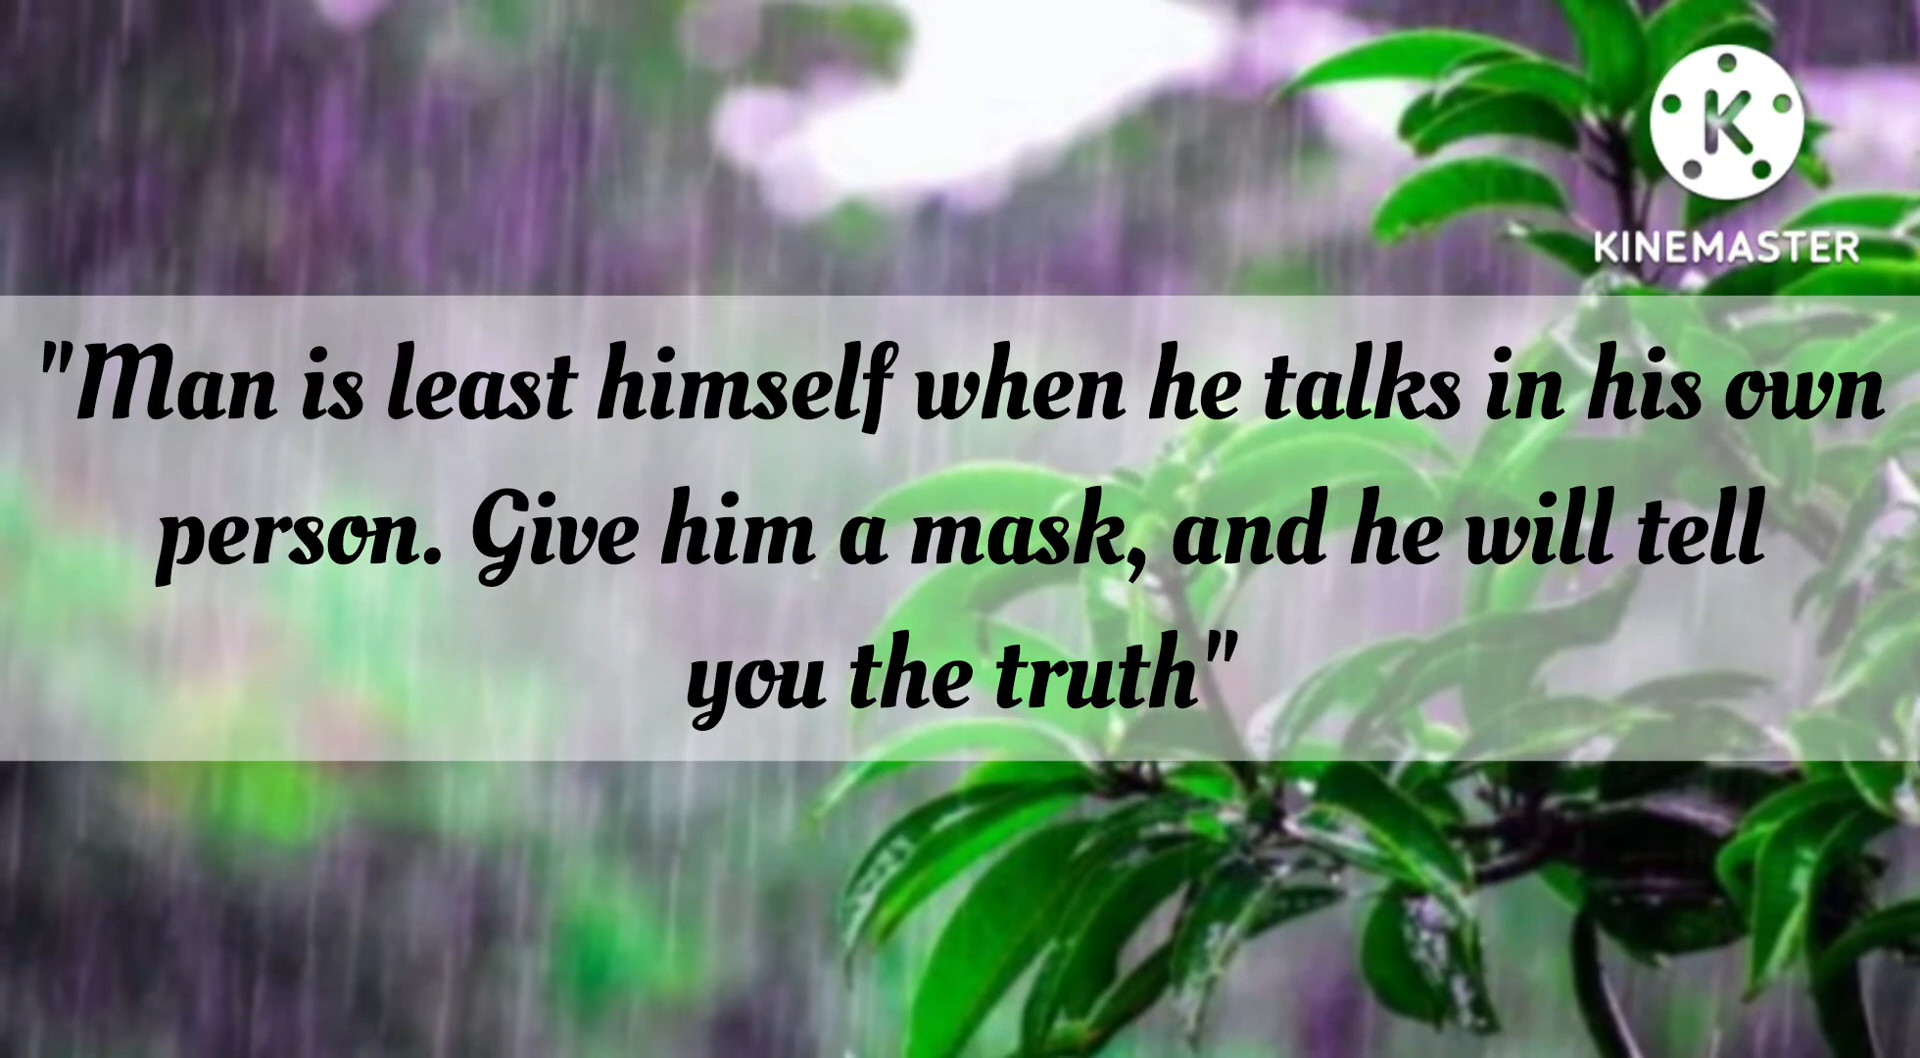 K
KINEMASTER
"Man is least himself when he talks in his own
person. Give him a mask, and he will tell
you the truth"